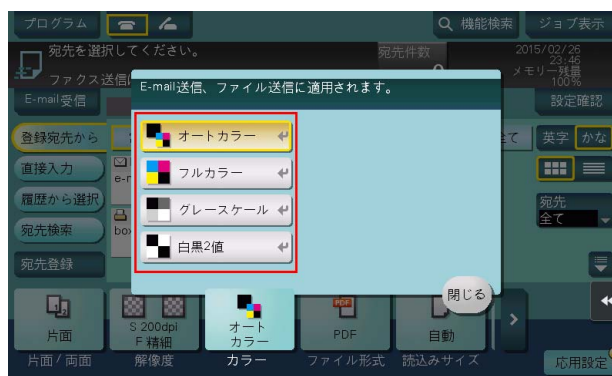 プログラム
機能検索
ジョブ表示
宛先を選択してください。
宛先件数
2015/02/26
23:46
メモリー残量
100%
ファクス送信
E-mail受信
設定確認
E-mail送信、ファイル送信に適用されます。
登録宛先から
全て
英字
かな
オートカラー
直接入力
フルカラー
履歴から選択
グレースケール
宛先
全て
宛先検索
box
白黒2値
宛先登録
閉じる
片面
S 200dpi
F 精細
オート
カラー
PDF
自動
片面 / 両面
解像度
カラー
ファイル形式
読込みサイズ
応用設定